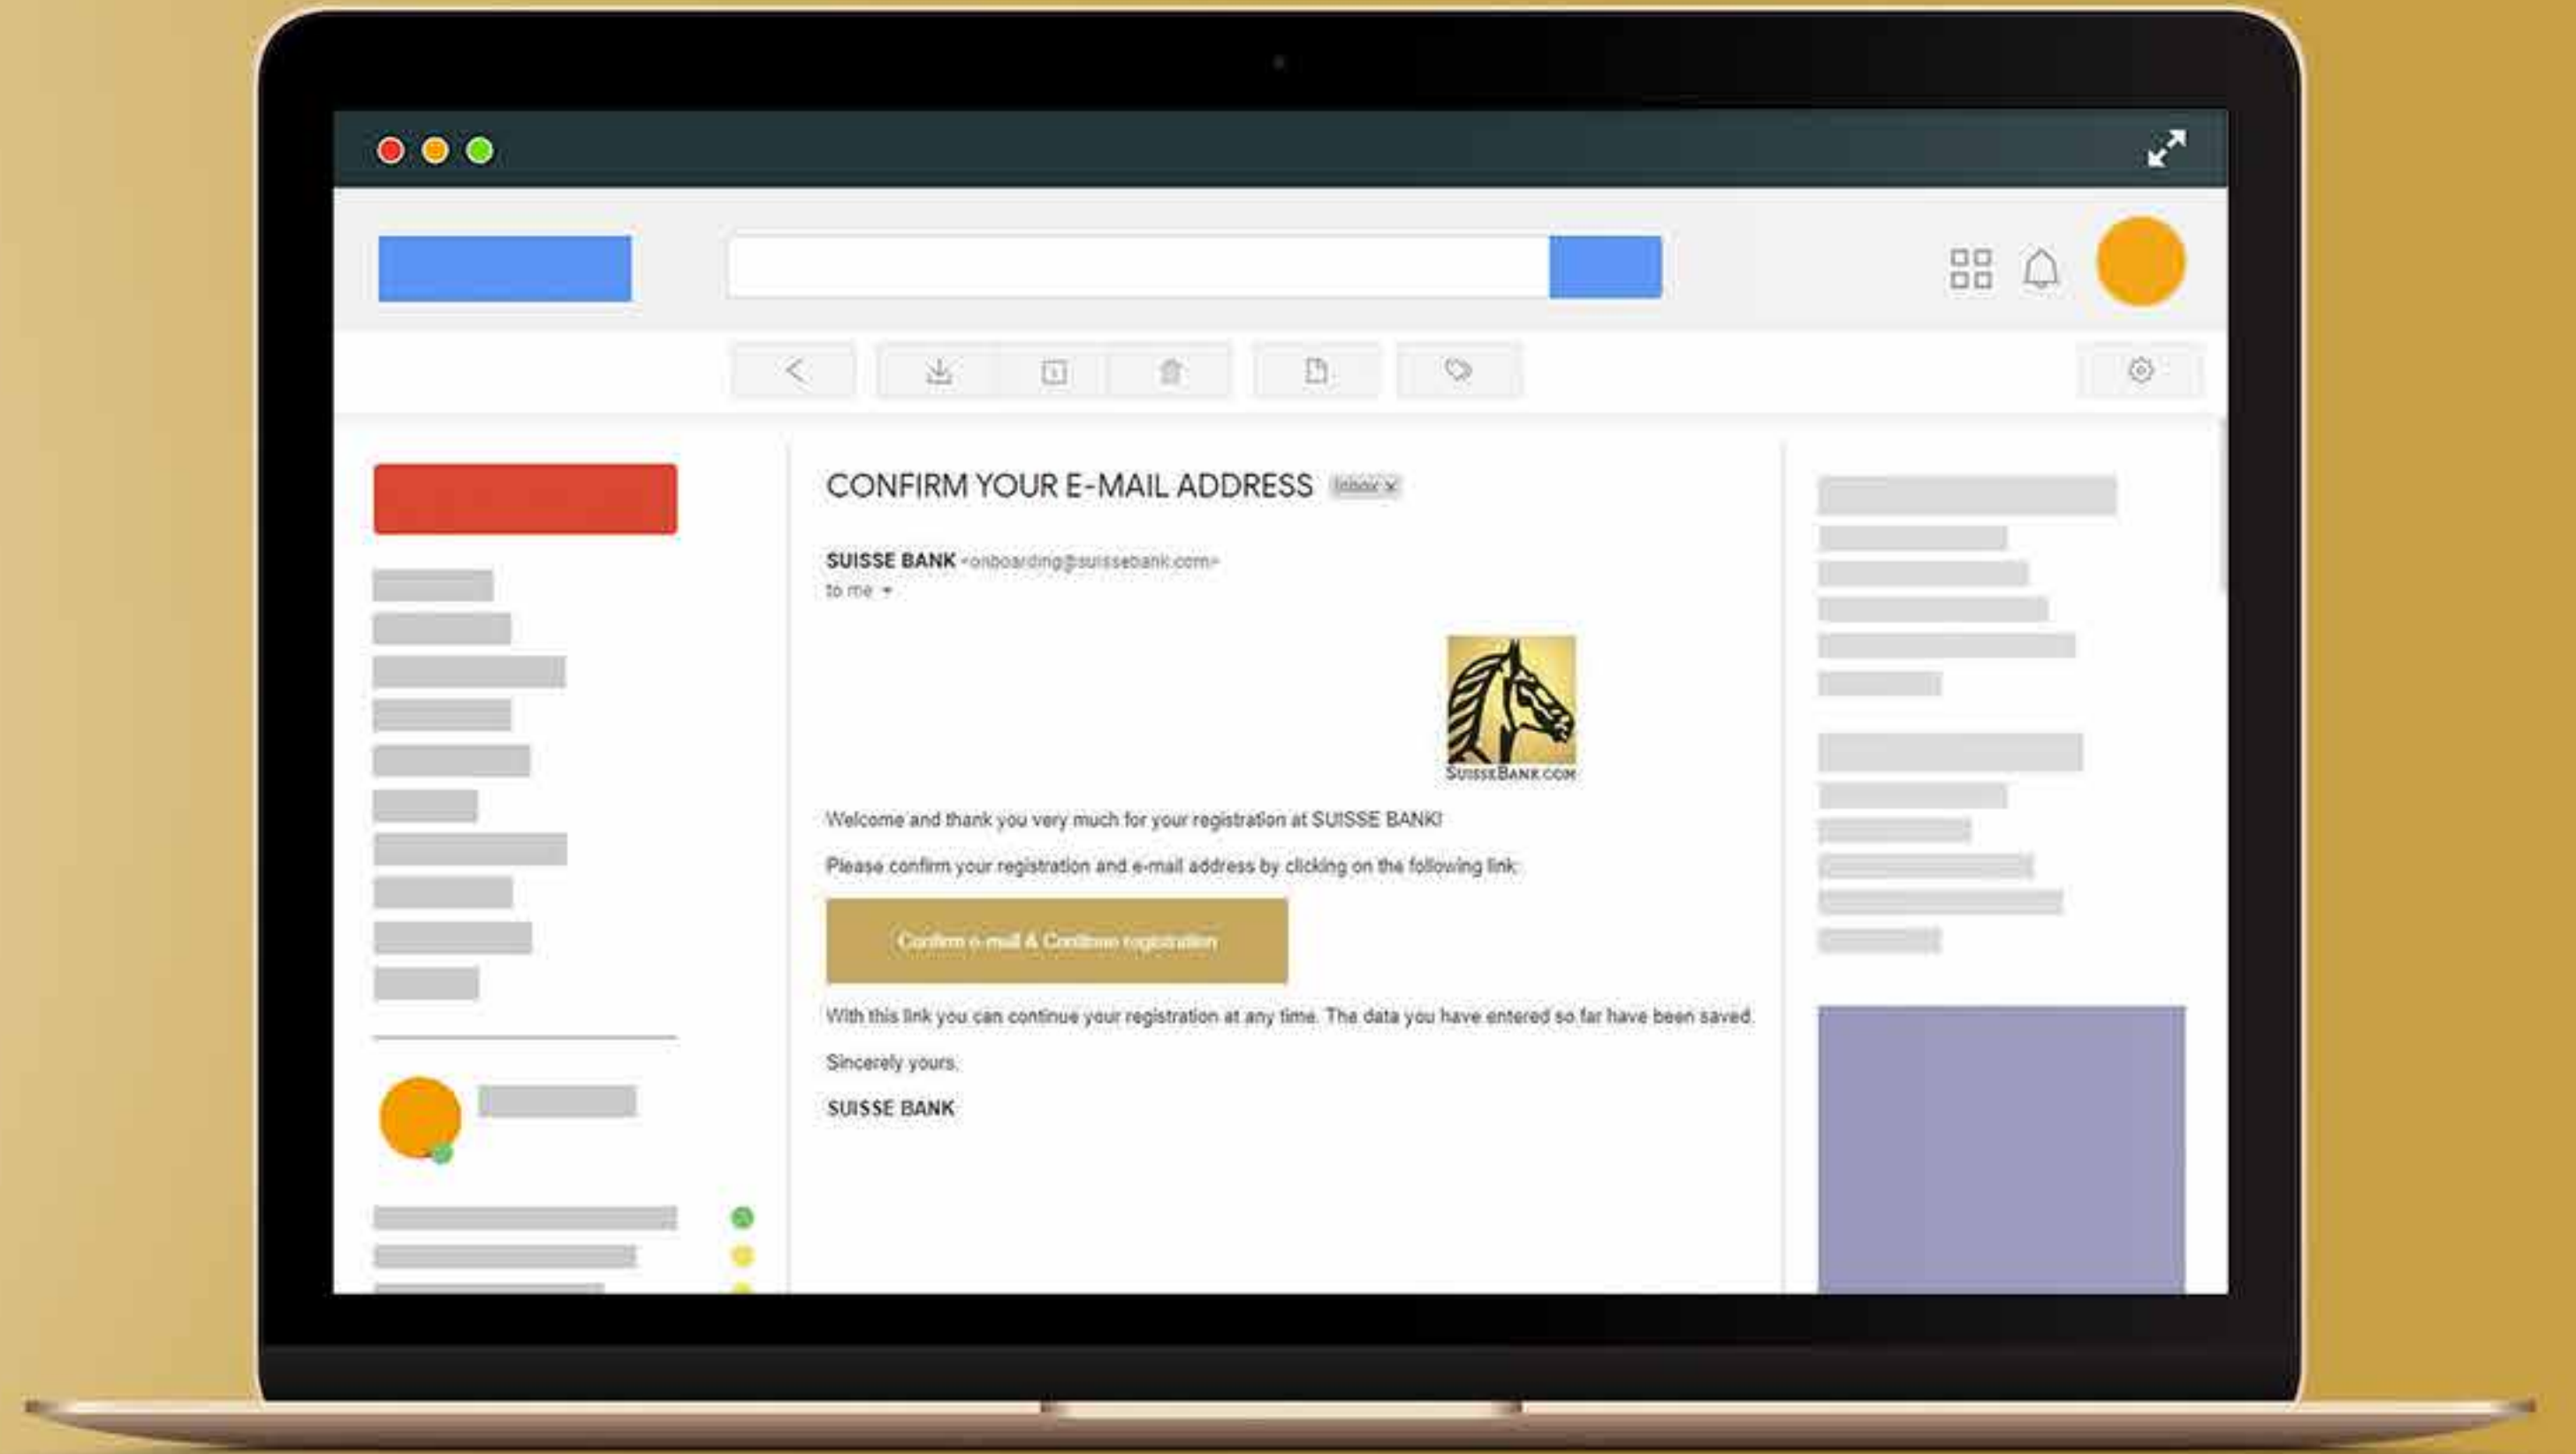 CONFIRM YOUR E-MAIL ADDRESS Inbox x
SUISSE BANK <onboarding@suissebank.com>
to me
SUISSEBANK.COM
Welcome and thank you very much for your registration at SUISSE BANK!
Please confirm your registration and e-mail address by clicking on the following link:
Confirm e-mail & Continue registration
With this link you can continue your registration at any time. The data you have entered so far have been saved.
Sincerely yours,
SUISSE BANK